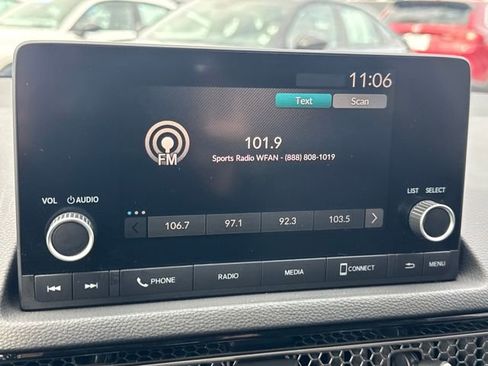 11:06
Text Scan
FM
101.9
Sports Radio WFAN - (888) 808-1019
VOL AUDIO
LIST SELECT
106.7 97.1 92.3 103.5
PHONE RADIO MEDIA CONNECT MENU